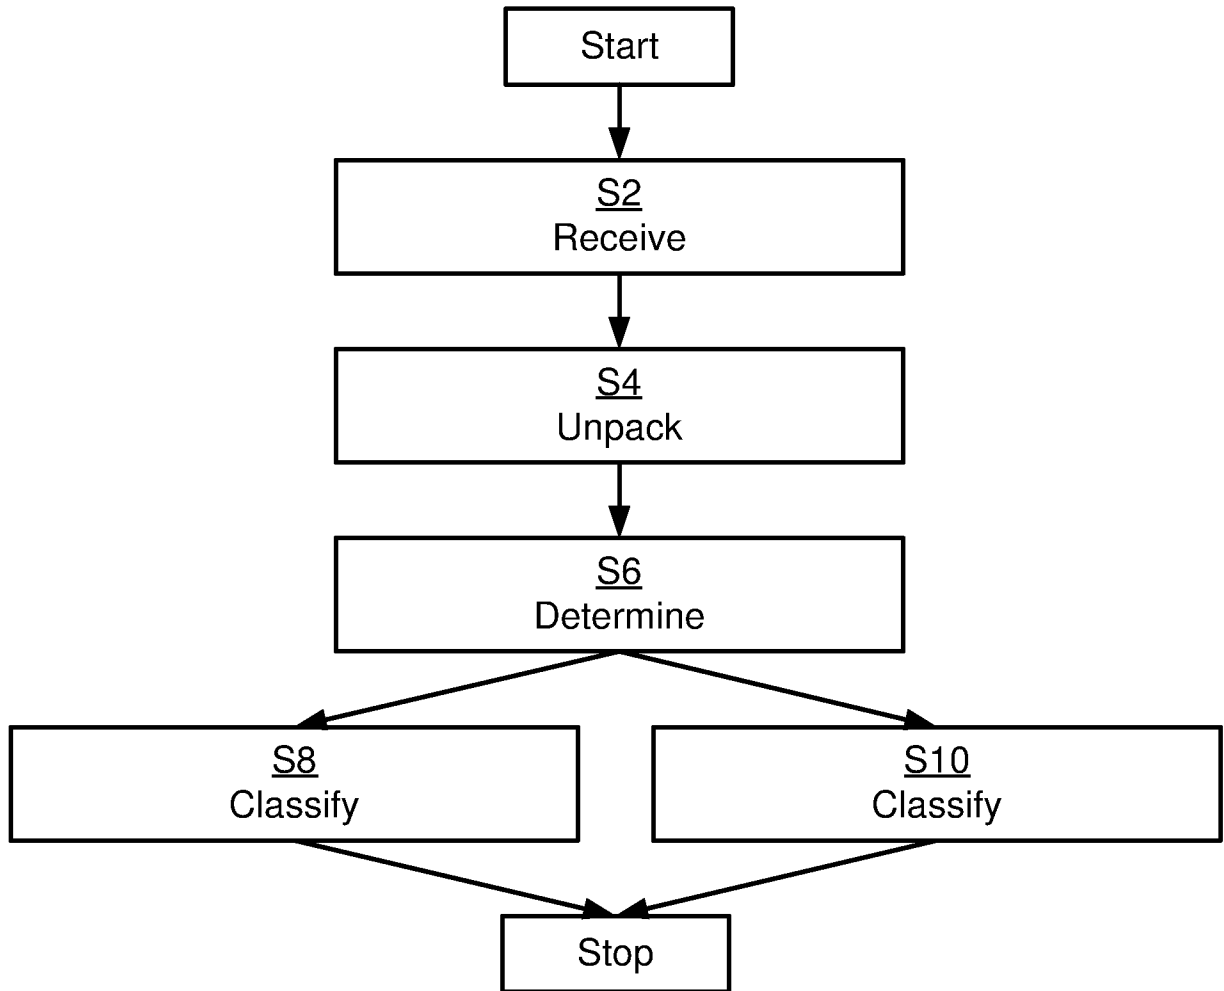 Start
S2
Receive
S4
Unpack
S6
Determine
S8
Classify
S10
Classify
Stop